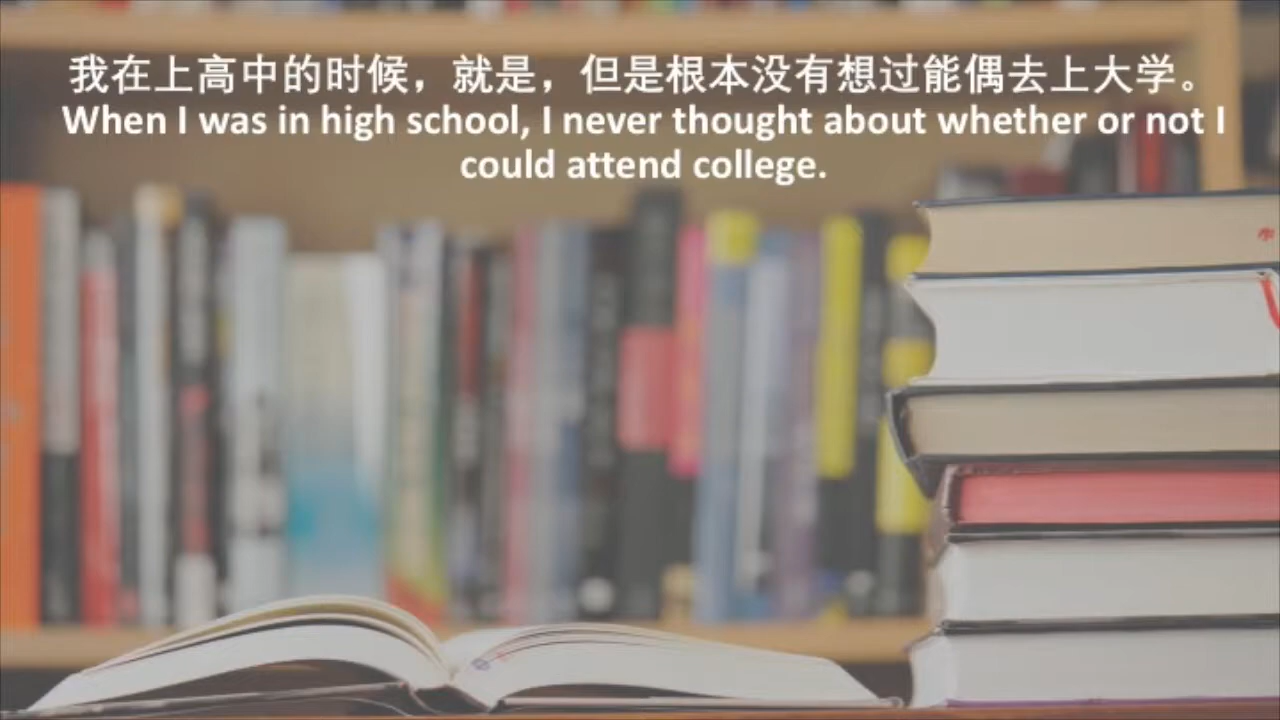 我在上高中的时候，就是，但是根本没有想过能偶去上大学。
When I was in high school, I never thought about whether or not I
could attend college.